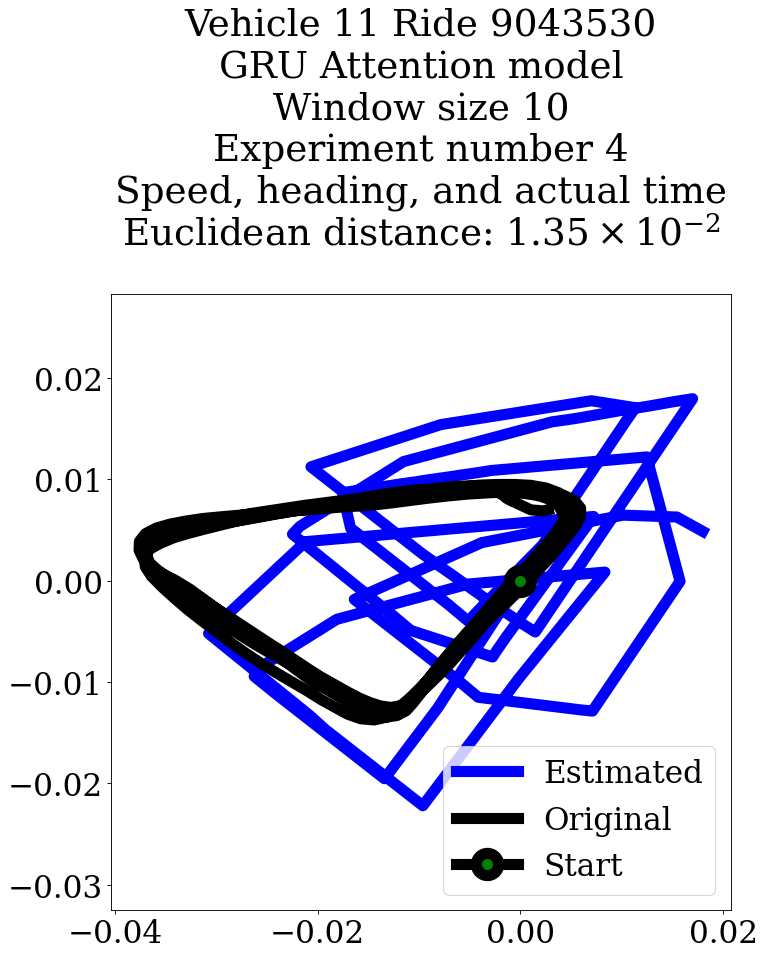 Vehicle 11 Ride 9043530
GRU Attention model
Window size 10
Experiment number 4
Speed, heading, and actual time
Euclidean distance: 1.35 × 10⁻²
0.02
0.01
0.00
−0.01
−0.02
−0.03
−0.04
−0.02
0.00
0.02
Estimated
Original
Start